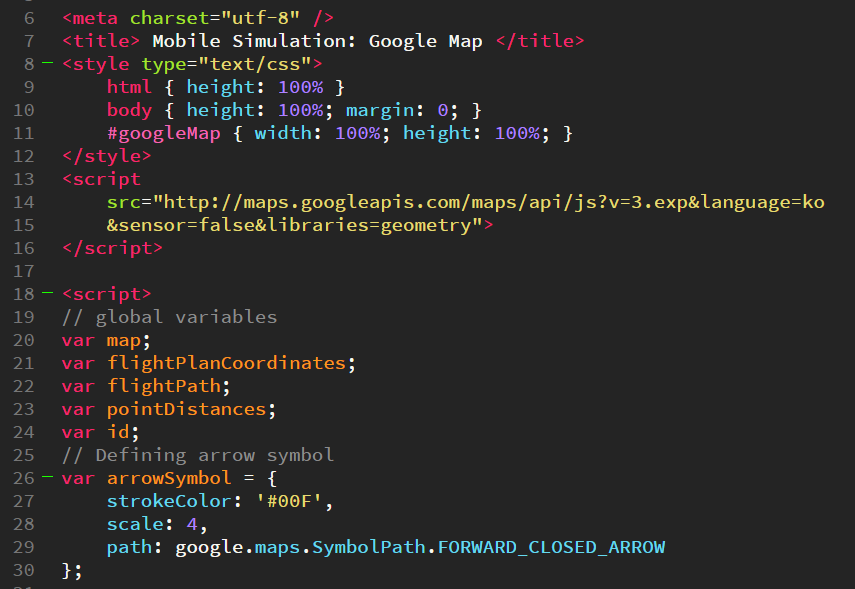 6 <meta charset="utf-8" />
7 <title> Mobile Simulation: Google Map </title>
8 <style type="text/css">
9     html { height: 100% }
10     body { height: 100%; margin: 0; }
11     #googleMap { width: 100%; height: 100%; }
12 </style>
13 <script
14     src="http://maps.googleapis.com/maps/api/js?v=3.exp&language=ko
15     &sensor=false&libraries=geometry">
16 </script>
17
18 <script>
19 // global variables
20 var map;
21 var flightPlanCoordinates;
22 var flightPath;
23 var pointDistances;
24 var id;
25 // Defining arrow symbol
26 var arrowSymbol = {
27     strokeColor: '#00F',
28     scale: 4,
29     path: google.maps.SymbolPath.FORWARD_CLOSED_ARROW
30 };